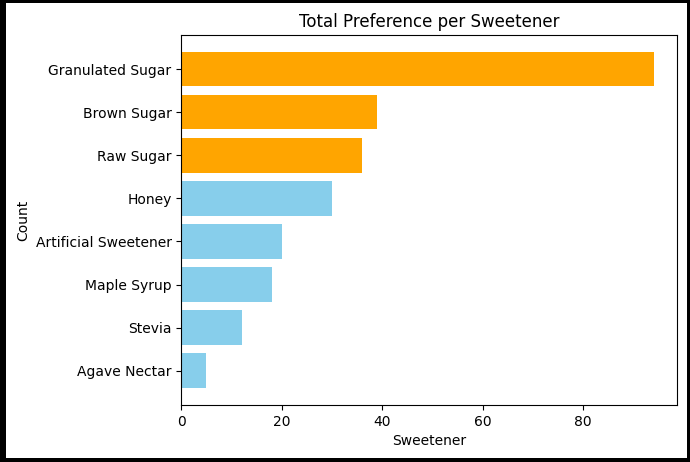 Total Preference per Sweetener
Granulated Sugar
Brown Sugar
Raw Sugar
Honey
Artificial Sweetener
Maple Syrup
Stevia
Agave Nectar
Count
0 20 40 60 80
Sweetener